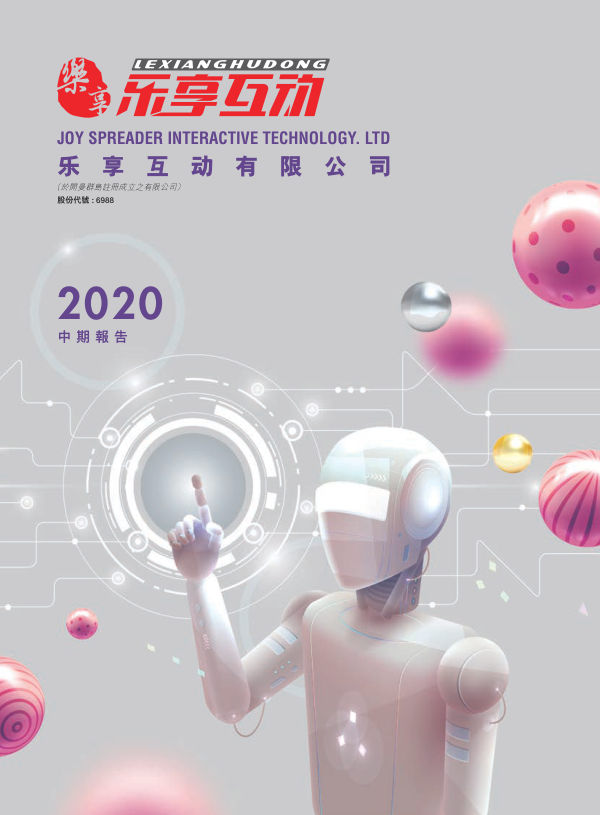 樂享
LEXIANGHUDONG
乐享互动
JOY SPREADER INTERACTIVE TECHNOLOGY. LTD
乐享互动有限公司
(於開曼群島註冊成立之有限公司)
股份代號 : 6988
2020
中期報告